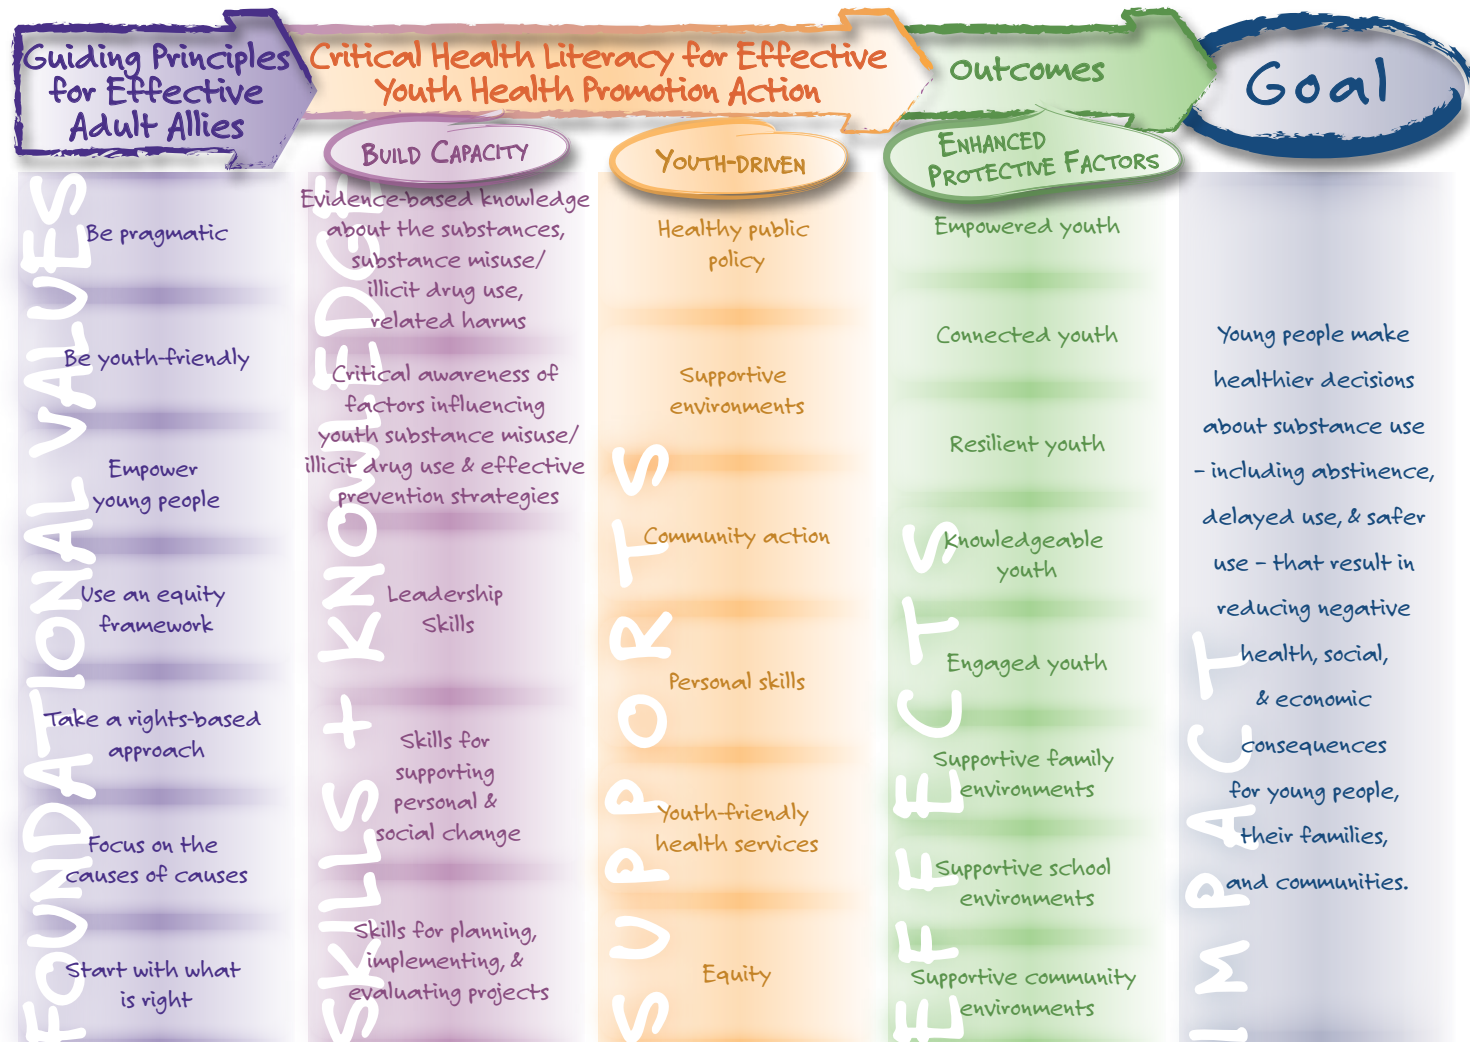 Guiding Principles
for Effective
Adult Allies
Critical Health Literacy for Effective
Youth Health Promotion Action
Outcomes
Goal
BUILD CAPACITY
YOUTH-DRIVEN
ENHANCED
PROTECTIVE FACTORS
FOUNDATIONAL VALUES
Be pragmatic
Be youth-friendly
Empower
young people
Use an equity
framework
Take a rights-based
approach
Focus on the
causes of causes
Start with what
is right
SKILLS + KNOWLEDGE
Evidence-based knowledge
about the substances,
substance misuse/
illicit drug use,
related harms
Critical awareness of
factors influencing
youth substance misuse/
illicit drug use & effective
prevention strategies
Leadership
Skills
Skills for
supporting
personal &
social change
Skills for planning,
implementing, &
evaluating projects
SUPPORTS
Healthy public
policy
Supportive
environments
Community action
Personal skills
Youth-friendly
health services
Equity
EFFECTS
Empowered youth
Connected youth
Resilient youth
Knowledgeable
youth
Engaged youth
Supportive family
environments
Supportive school
environments
Supportive community
environments
IMPACT
Young people make
healthier decisions
about substance use
- including abstinence,
delayed use, & safer
use - that result in
reducing negative
health, social,
& economic
consequences
for young people,
their families,
and communities.